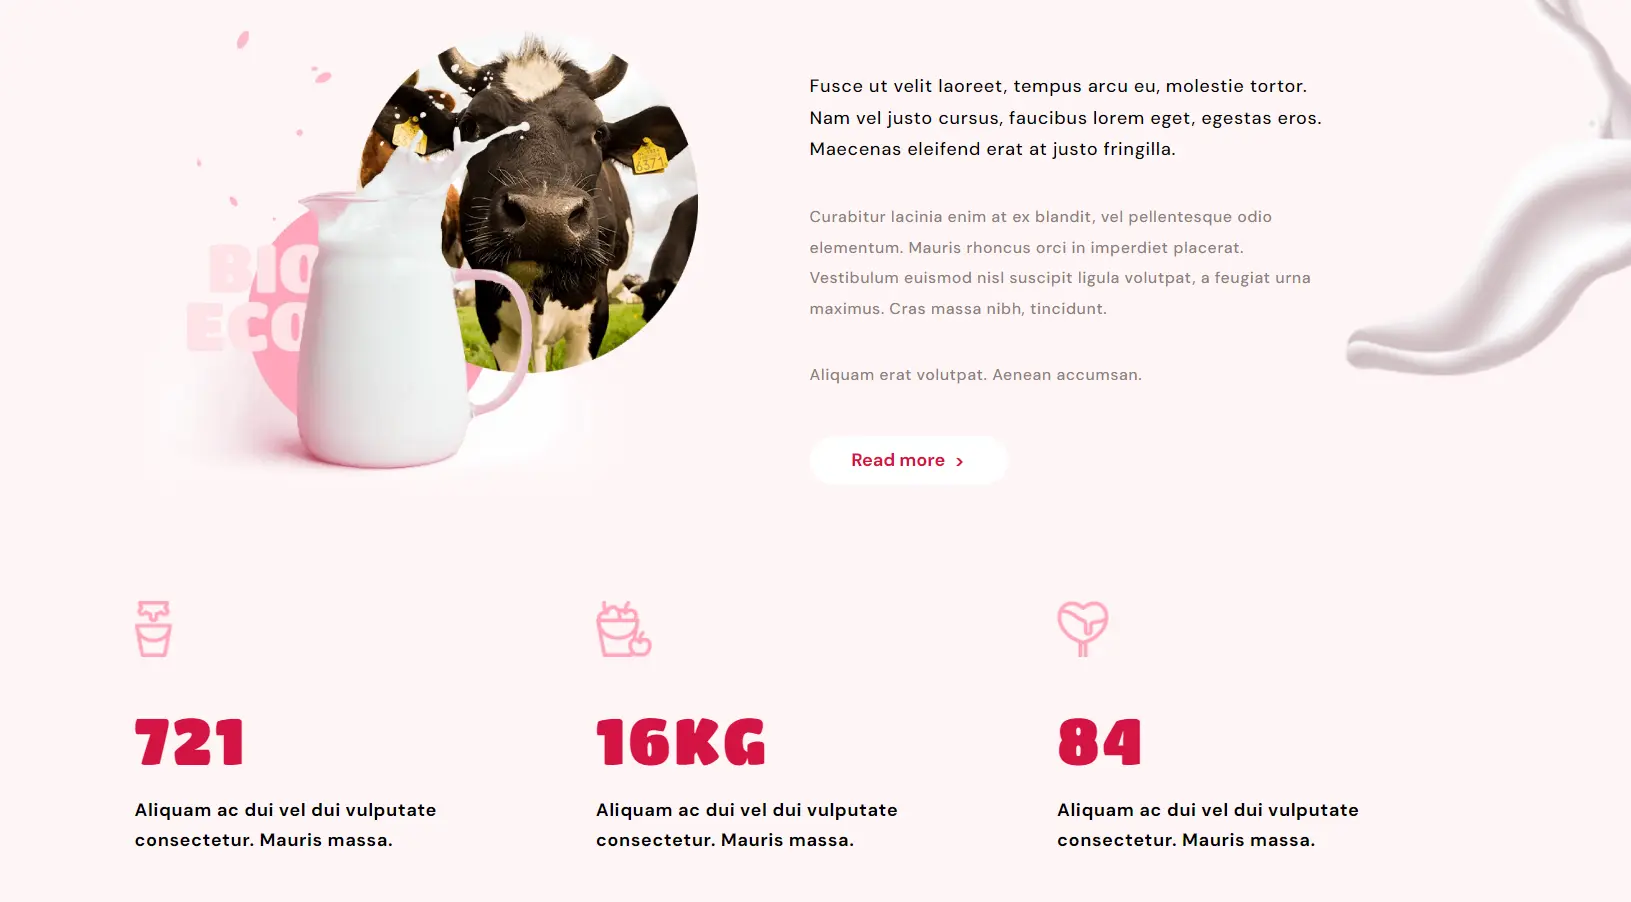 BIO
ECO
6371
Fusce ut velit laoreet, tempus arcu eu, molestie tortor.
Nam vel justo cursus, faucibus lorem eget, egestas eros.
Maecenas eleifend erat at justo fringilla.
Curabitur lacinia enim at ex blandit, vel pellentesque odio
elementum. Mauris rhoncus orci in imperdiet placerat.
Vestibulum euismod nisl suscipit ligula volutpat, a feugiat urna
maximus. Cras massa nibh, tincidunt.
Aliquam erat volutpat. Aenean accumsan.
Read more >
721
Aliquam ac dui vel dui vulputate
consectetur. Mauris massa.
16KG
Aliquam ac dui vel dui vulputate
consectetur. Mauris massa.
84
Aliquam ac dui vel dui vulputate
consectetur. Mauris massa.